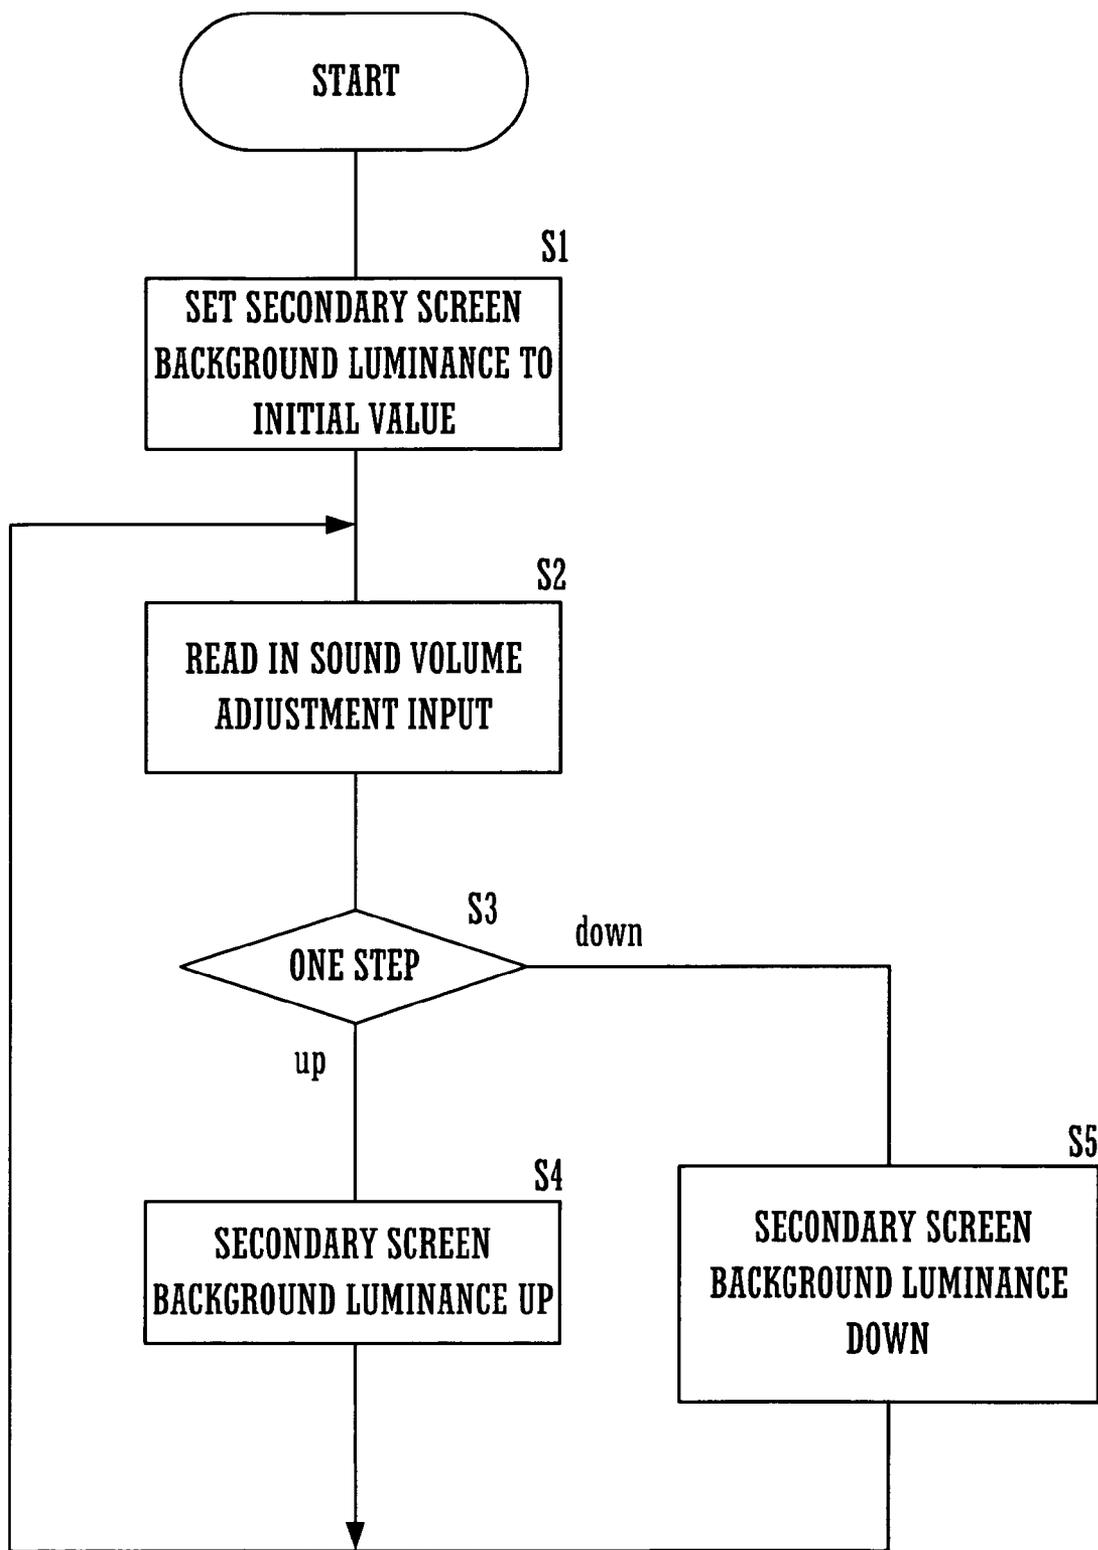 START
S1
SET SECONDARY SCREEN
BACKGROUND LUMINANCE TO
INITIAL VALUE
S2
READ IN SOUND VOLUME
ADJUSTMENT INPUT
S3
down
ONE STEP
up
S4
SECONDARY SCREEN
BACKGROUND LUMINANCE UP
S5
SECONDARY SCREEN
BACKGROUND LUMINANCE
DOWN